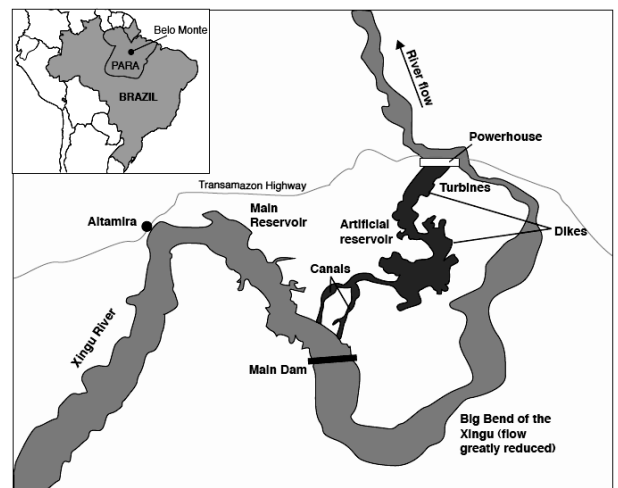 Belo Monte
PARA
BRAZIL
River flow
Powerhouse
Transamazon Highway
Turbines
Altamira
Main
Reservoir
Artificial
reservoir
Dikes
Canals
Xingu River
Main Dam
Big Bend of the
Xingu (flow
greatly reduced)